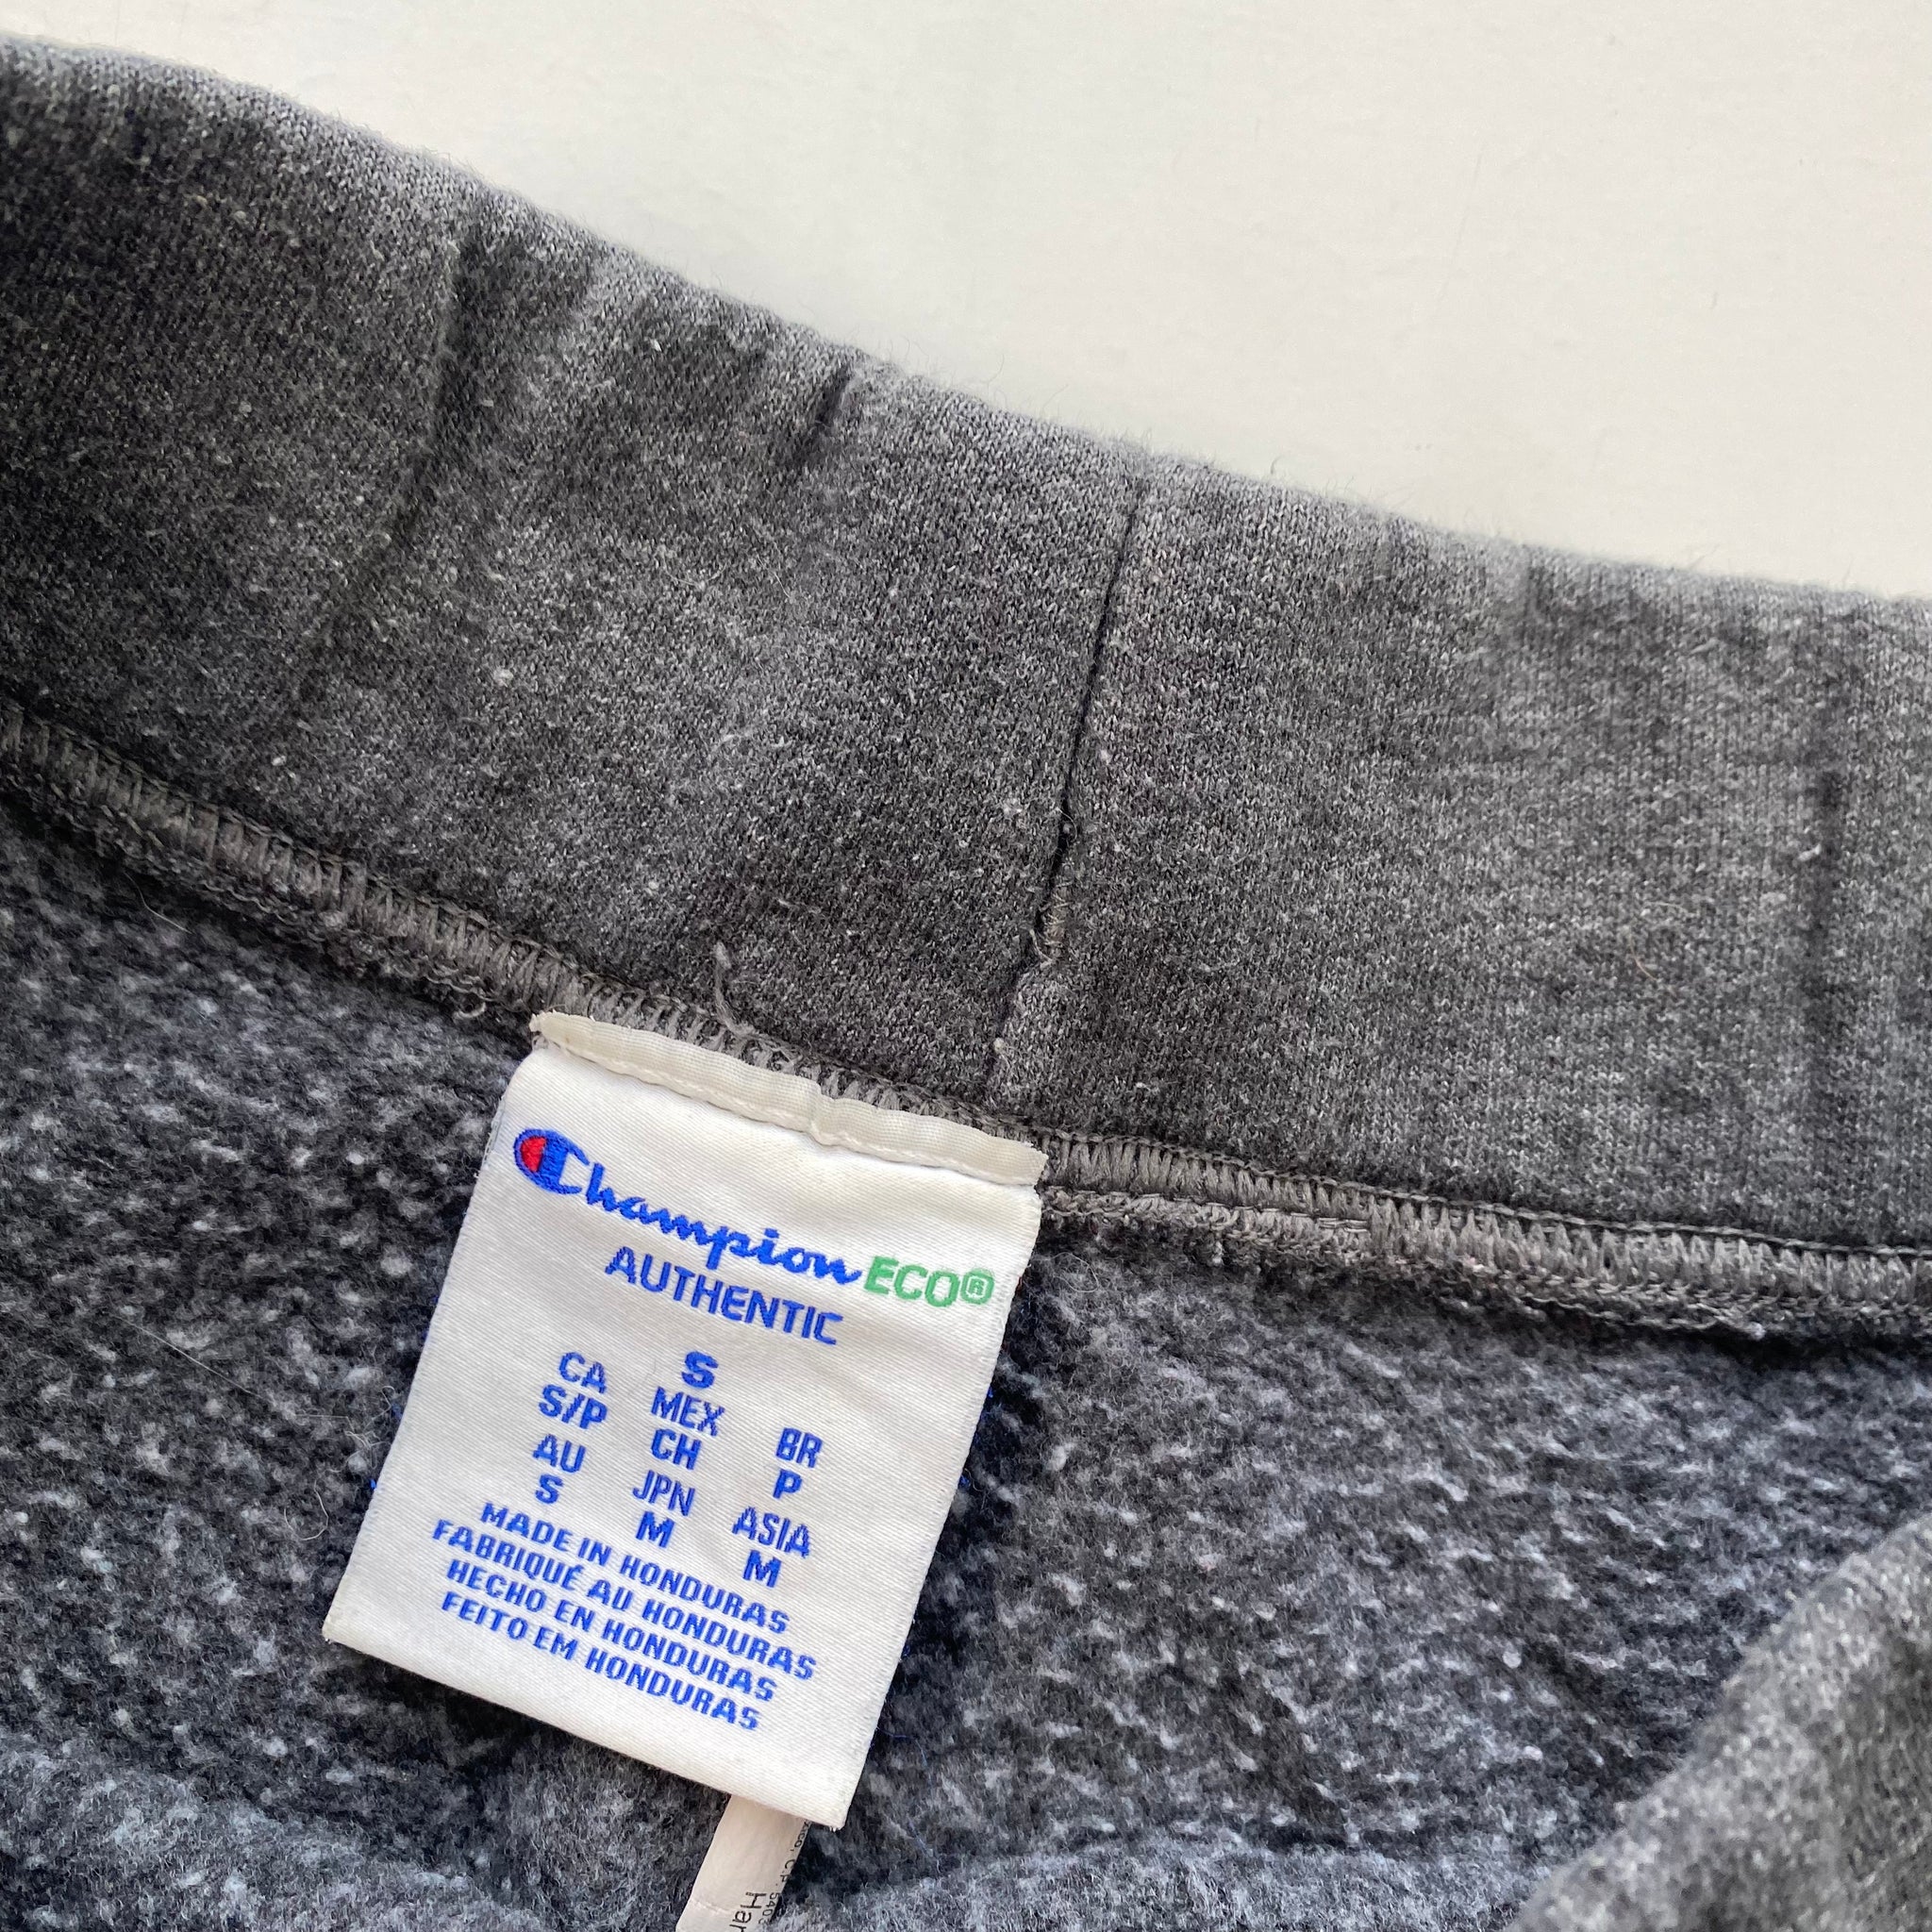 Champion ECO®
AUTHENTIC
S
CA MEX BR
S/P CH P
AU JPN ASIA
S M M
MADE IN HONDURAS
FABRIQUÉ AU HONDURAS
HECHO EN HONDURAS
FEITO EM HONDURAS